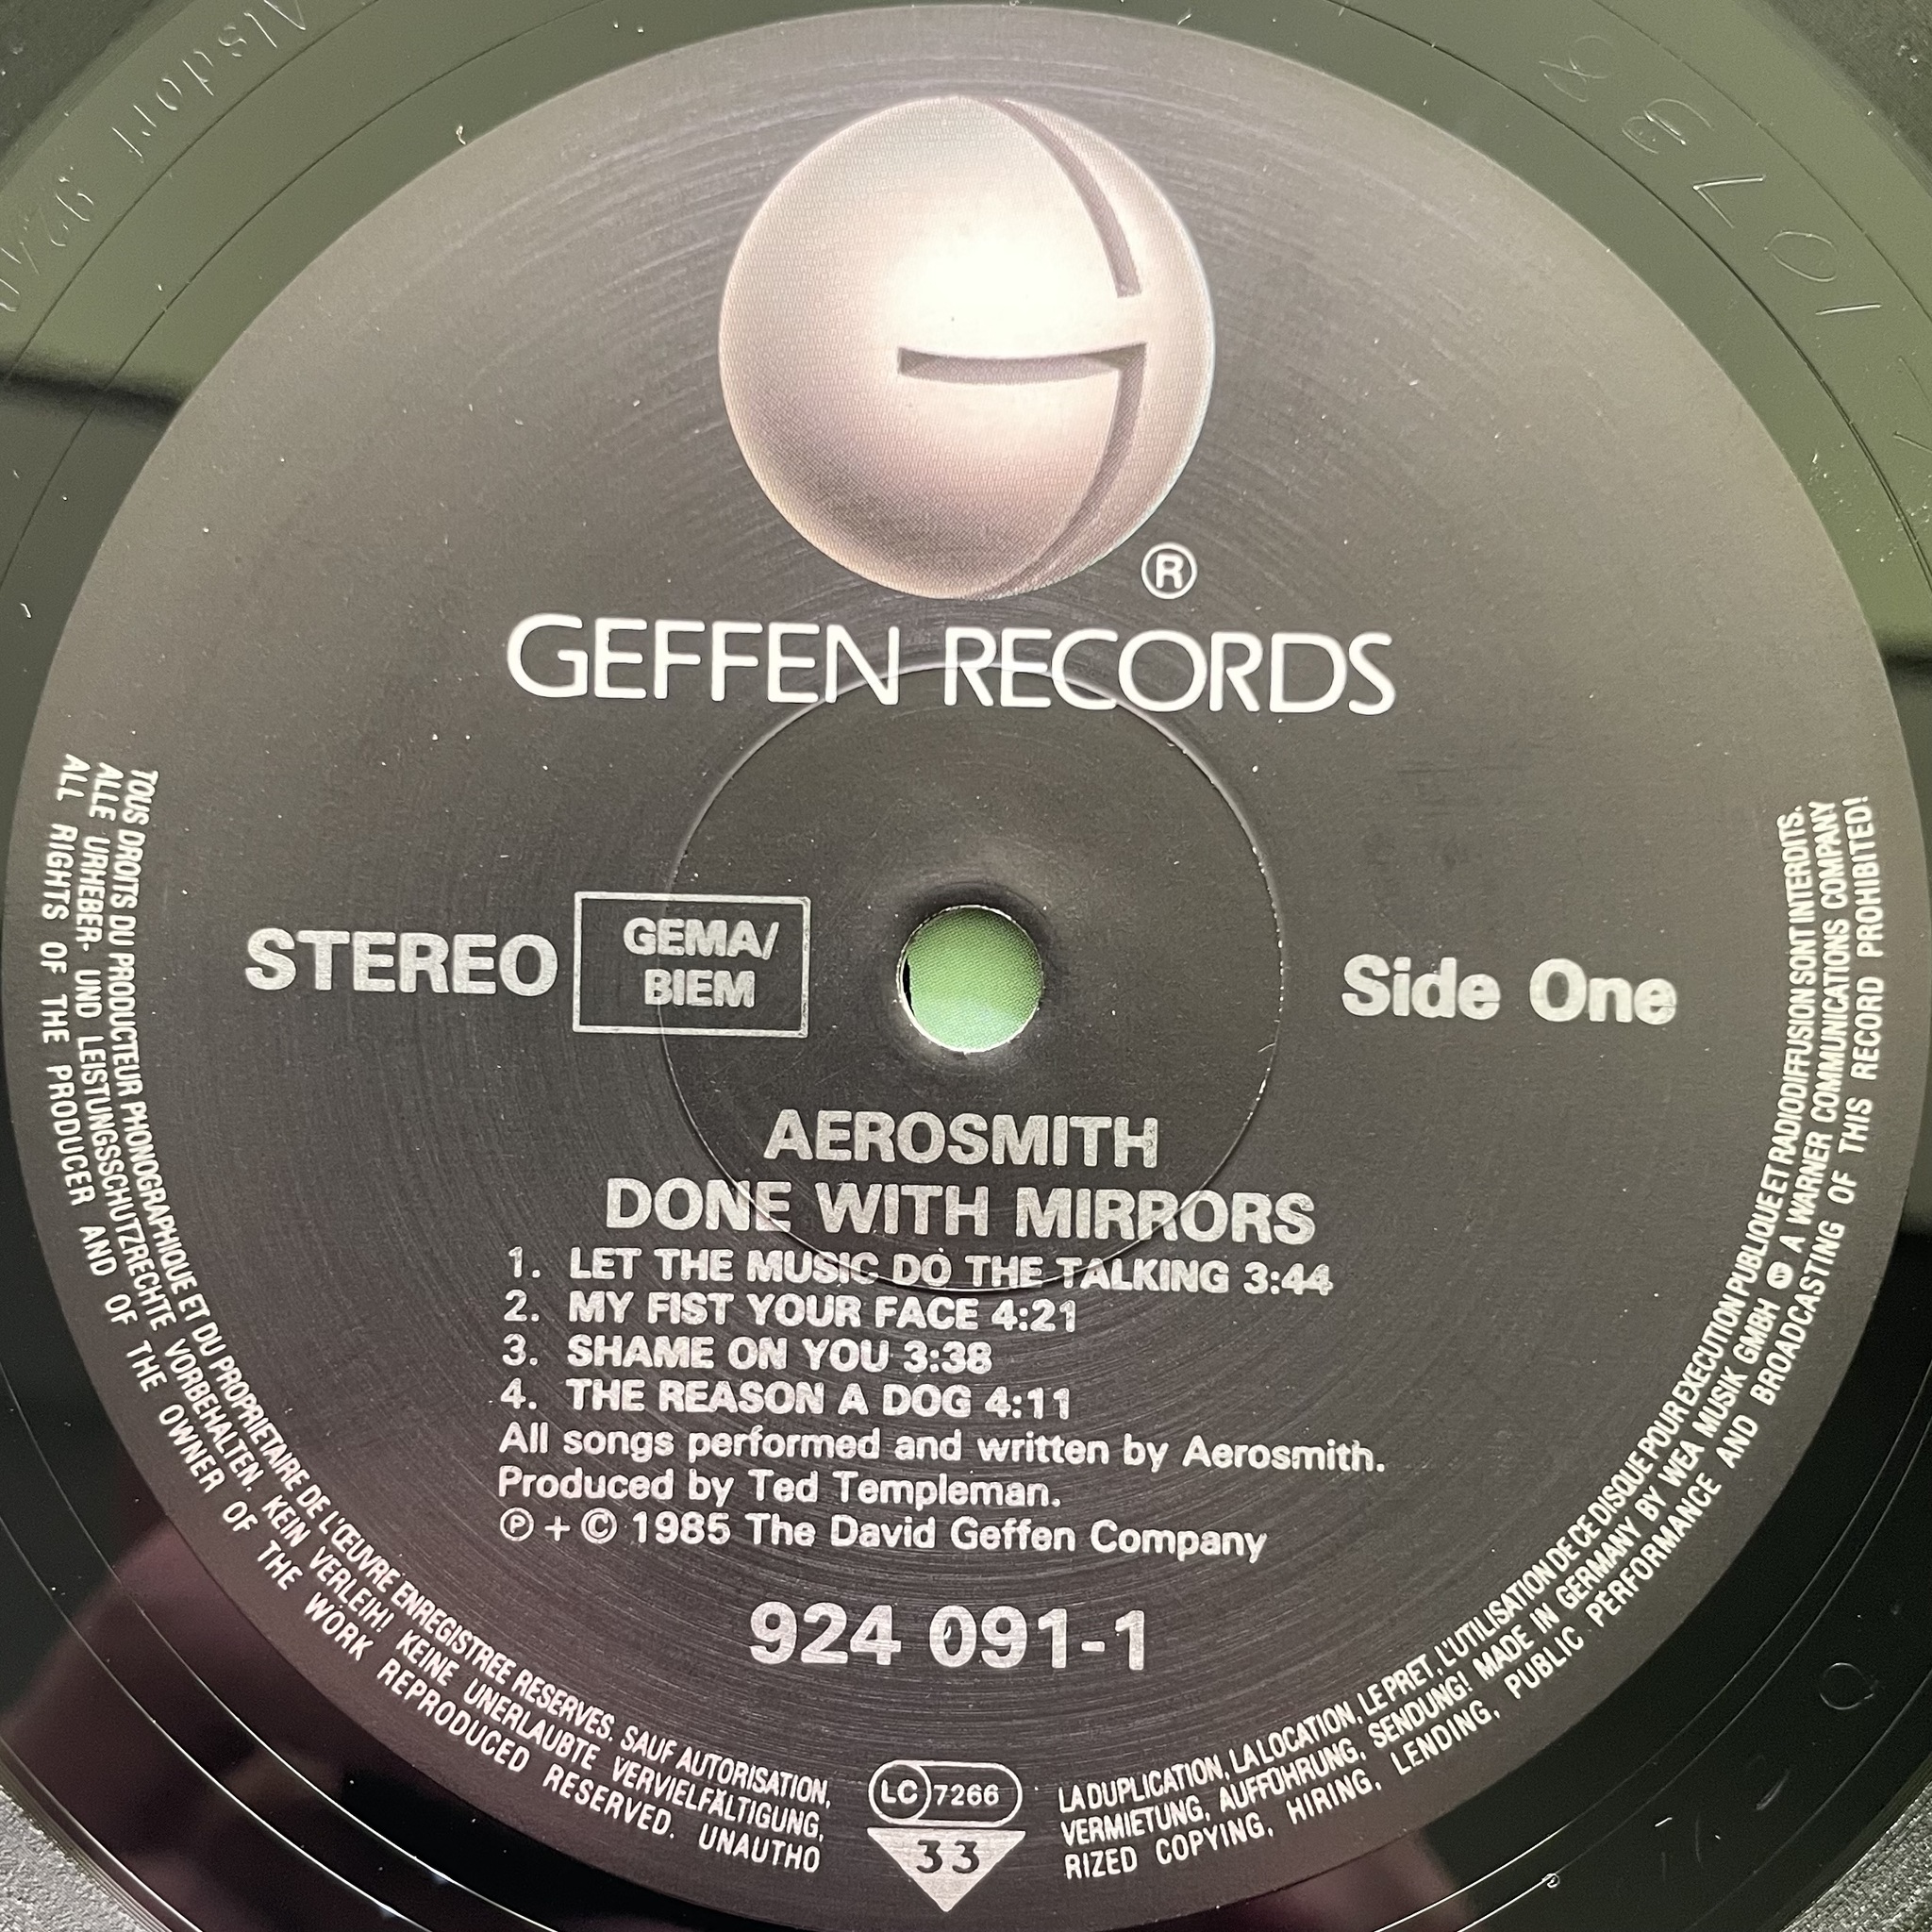 Alsdorf
®
GEFFEN RECORDS
STEREO
GEMA/
BIEM
Side One
AEROSMITH
DONE WITH MIRRORS
1. LET THE MUSIC DO THE TALKING 3:44
2. MY FIST YOUR FACE 4:21
3. SHAME ON YOU 3:38
4. THE REASON A DOG 4:11
All songs performed and written by Aerosmith.
Produced by Ted Templeman.
℗ + © 1985 The David Geffen Company
924 091-1
LC 7266
33
TOUS DROITS DU PRODUCTEUR PHONOGRAPHIQUE ET DU PROPRIETAIRE DE L'ŒUVRE ENREGISTREE RESERVES. SAUF AUTORISATION, LA DUPLICATION, LA LOCATION, LE PRET, L'UTILISATION DE CE DISQUE POUR EXECUTION PUBLIQUE ET RADIODIFFUSION SONT INTERDITS.
ALLE URHEBER- UND LEISTUNGSSCHUTZRECHTE VORBEHALTEN. KEIN VERLEIH! KEINE UNERLAUBTE VERVIELFÄLTIGUNG, VERMIETUNG, AUFFÜHRUNG, SENDUNG! MADE IN GERMANY BY WEA MUSIK GMBH A WARNER COMMUNICATIONS COMPANY
ALL RIGHTS OF THE PRODUCER AND OF THE OWNER OF THE WORK REPRODUCED RESERVED. UNAUTHORIZED COPYING, HIRING, LENDING, PUBLIC PERFORMANCE AND BROADCASTING OF THIS RECORD PROHIBITED!